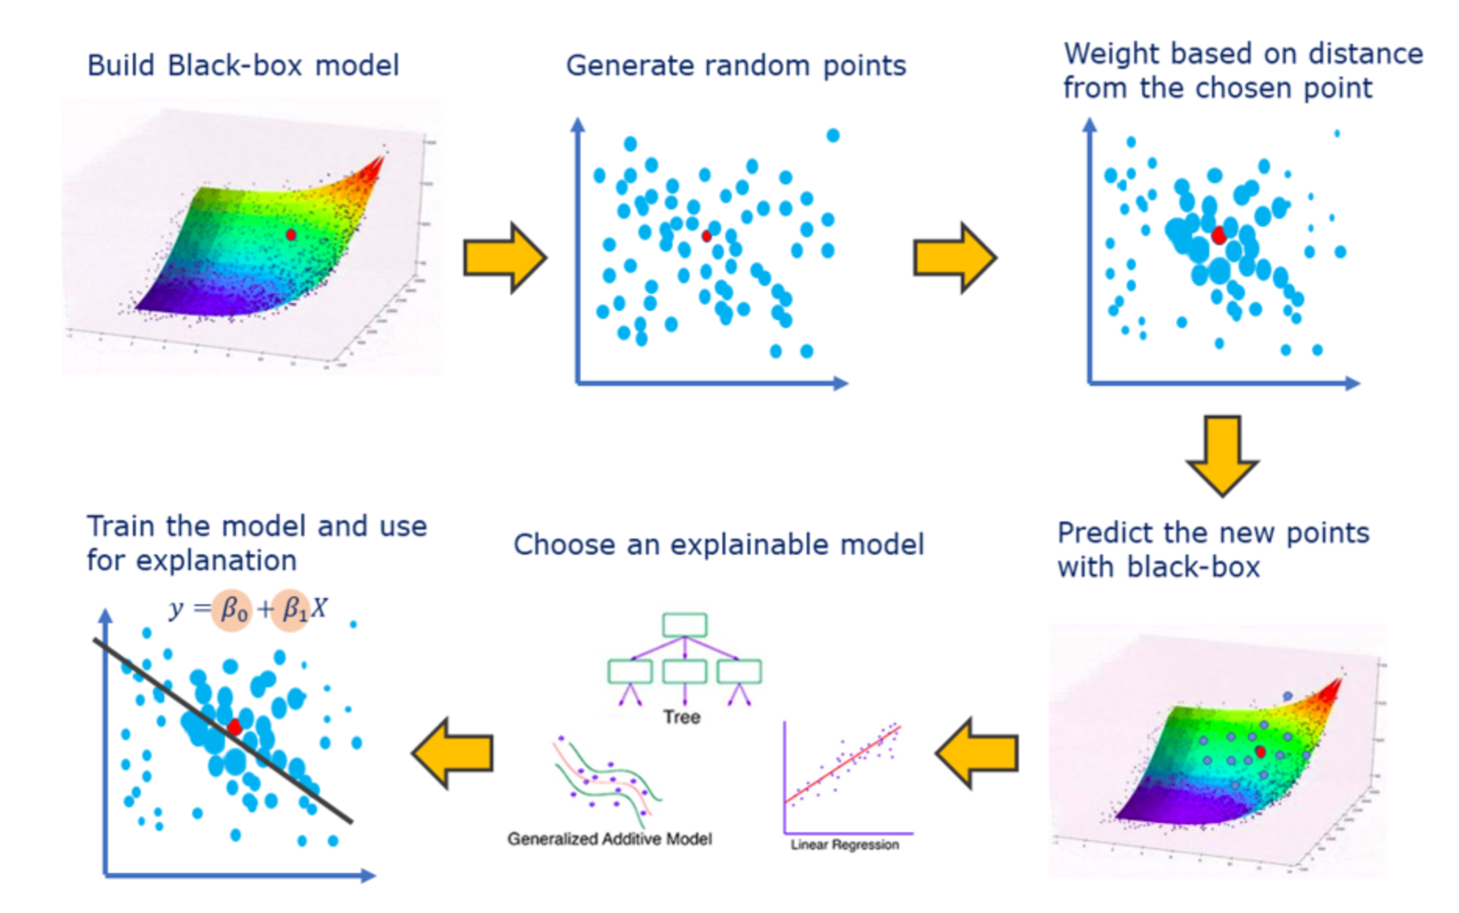 Build Black-box model
Generate random points
Weight based on distance
from the chosen point
Predict the new points
with black-box
Choose an explainable model
Tree
Generalized Additive Model
Linear Regression
Train the model and use
for explanation
y = β₀ + β₁X